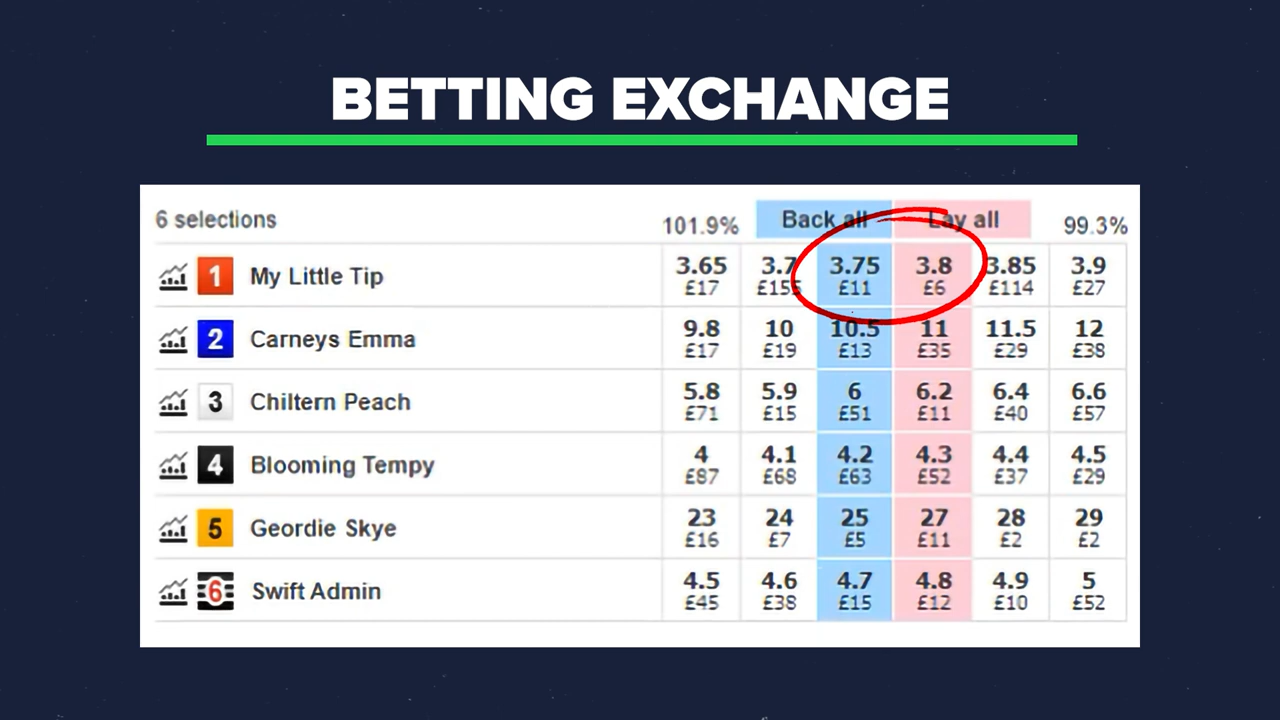 BETTING EXCHANGE
6 selections 101.9% Back all Lay all 99.3%
1 My Little Tip 3.65 3.7 3.75 3.8 3.85 3.9
£17 £155 £11 £6 £114 £27
2 Carneys Emma 9.8 10 10.5 11 11.5 12
£17 £19 £13 £35 £29 £38
3 Chiltern Peach 5.8 5.9 6 6.2 6.4 6.6
£71 £15 £51 £11 £40 £57
4 Blooming Tempy 4 4.1 4.2 4.3 4.4 4.5
£87 £68 £63 £52 £37 £29
5 Geordie Skye 23 24 25 27 28 29
£16 £7 £5 £11 £2 £2
6 Swift Admin 4.5 4.6 4.7 4.8 4.9 5
£45 £38 £15 £12 £10 £52